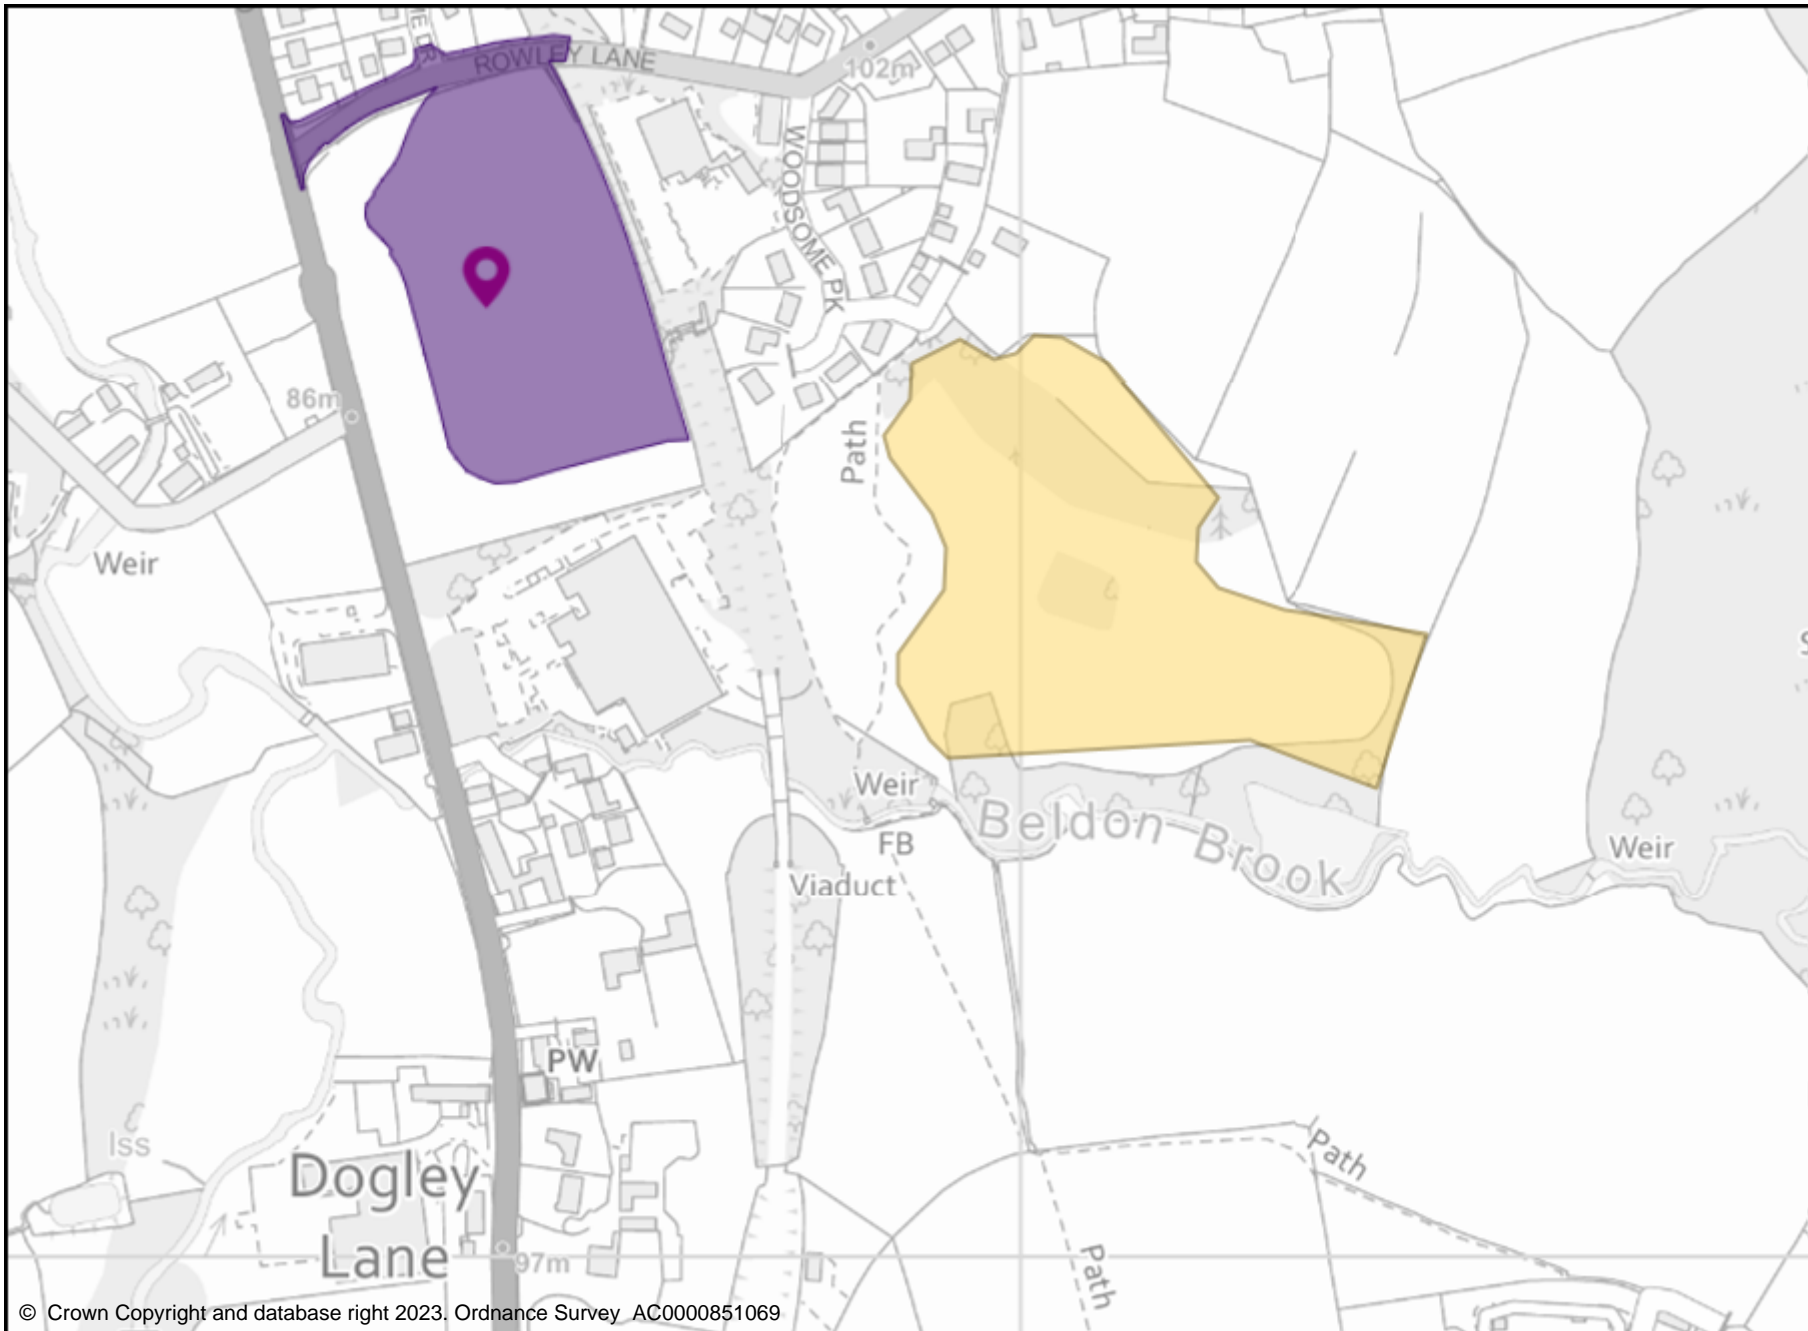 ROWLEY LANE
102m
WOODSOME PK
86m
Path
Weir
Weir
FB
Beldon Brook
Viaduct
Weir
PW
Iss
Dogley
Lane
97m
Path
Path
© Crown Copyright and database right 2023. Ordnance Survey AC0000851069